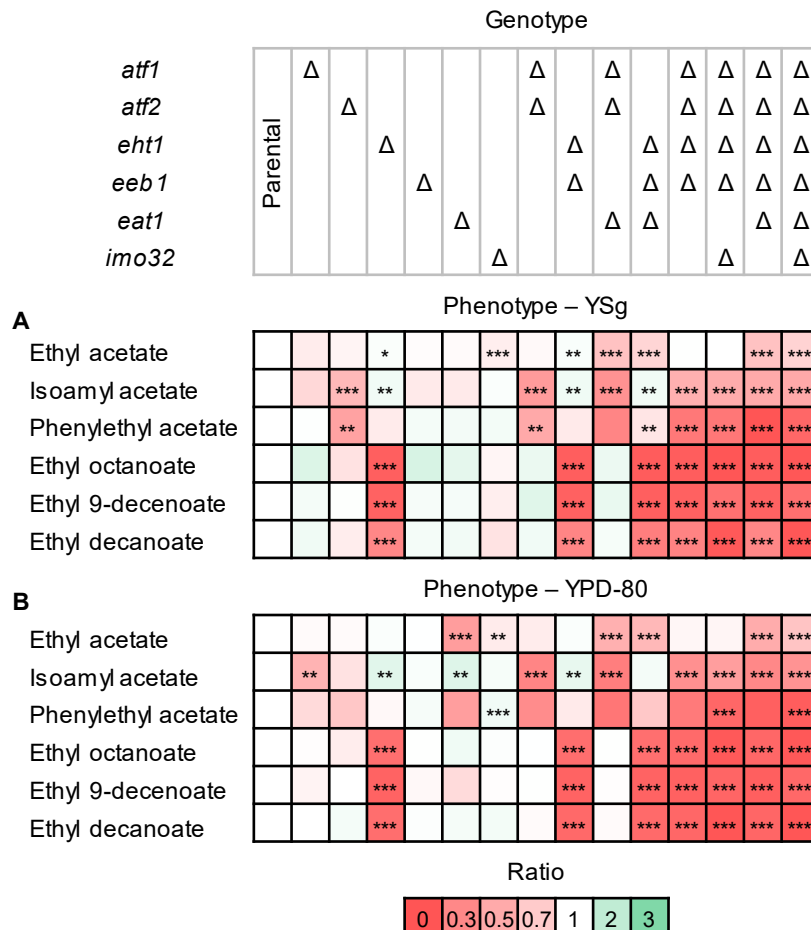 Genotype
Parental
atf1 Δ Δ Δ Δ Δ Δ Δ
atf2 Δ Δ Δ Δ Δ Δ Δ
eht1 Δ Δ Δ Δ Δ Δ Δ
eeb1 Δ Δ Δ Δ Δ Δ Δ
eat1 Δ Δ Δ Δ Δ
imo32 Δ Δ Δ
A
Phenotype – YSg
Ethyl acetate * *** ** *** *** *** ***
Isoamyl acetate *** ** *** ** *** ** *** *** *** ***
Phenylethyl acetate ** ** ** *** *** *** ***
Ethyl octanoate *** *** *** *** *** *** ***
Ethyl 9-decenoate *** *** *** *** *** *** ***
Ethyl decanoate *** *** *** *** *** *** ***
B
Phenotype – YPD-80
Ethyl acetate *** ** *** *** *** ***
Isoamyl acetate ** ** ** *** ** *** *** *** *** ***
Phenylethyl acetate *** *** ***
Ethyl octanoate *** *** *** *** *** *** ***
Ethyl 9-decenoate *** *** *** *** *** *** ***
Ethyl decanoate *** *** *** *** *** *** ***
Ratio
0 0.3 0.5 0.7 1 2 3